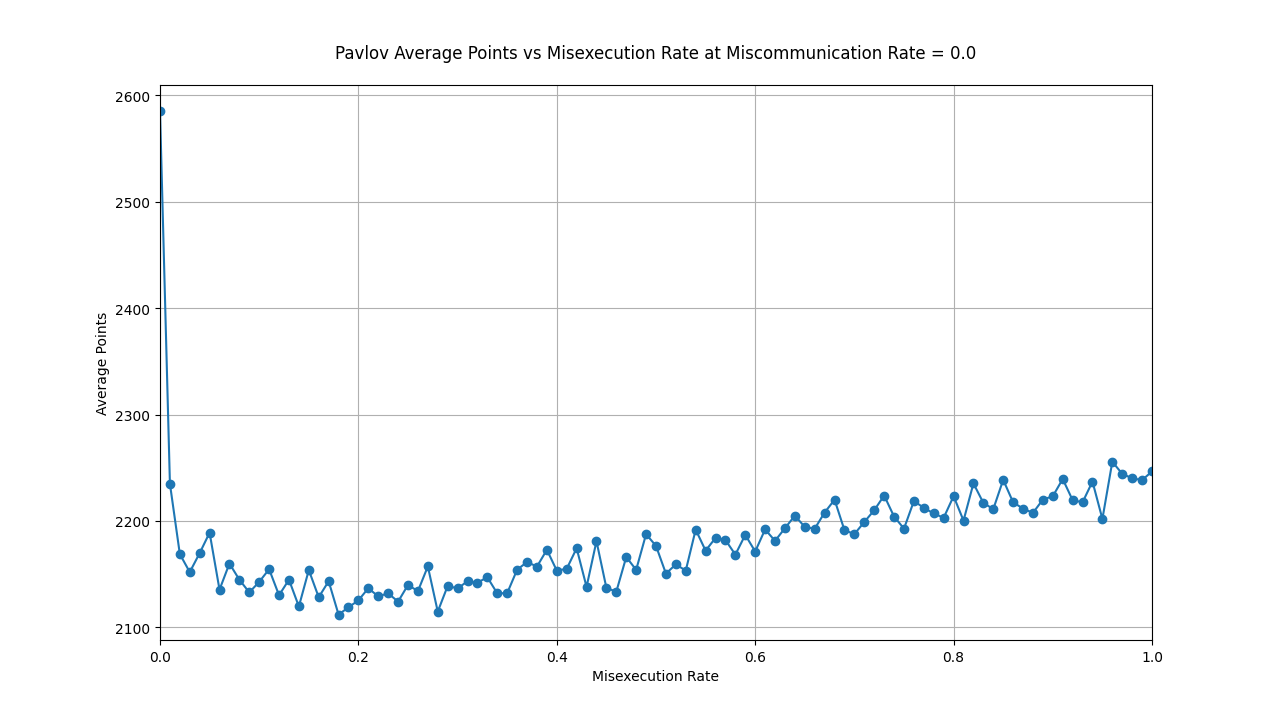 Pavlov Average Points vs Misexecution Rate at Miscommunication Rate = 0.0
2600
2500
2400
2300
2200
2100
Average Points
0.0 0.2 0.4 0.6 0.8 1.0
Misexecution Rate